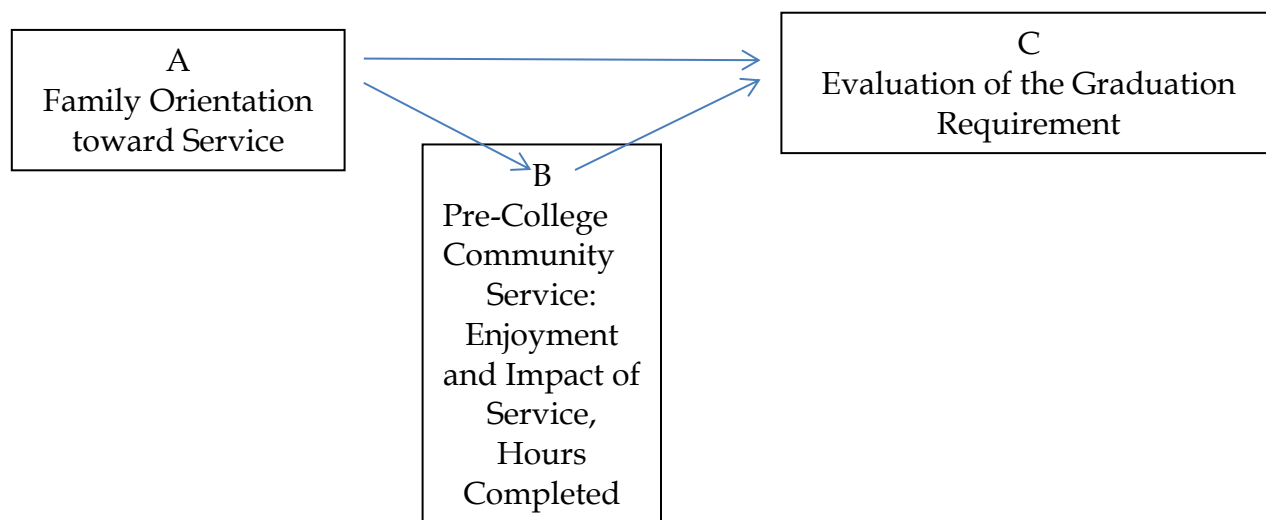 A
Family Orientation
toward Service
C
Evaluation of the Graduation
Requirement
B
Pre-College
Community
Service:
Enjoyment
and Impact of
Service,
Hours
Completed